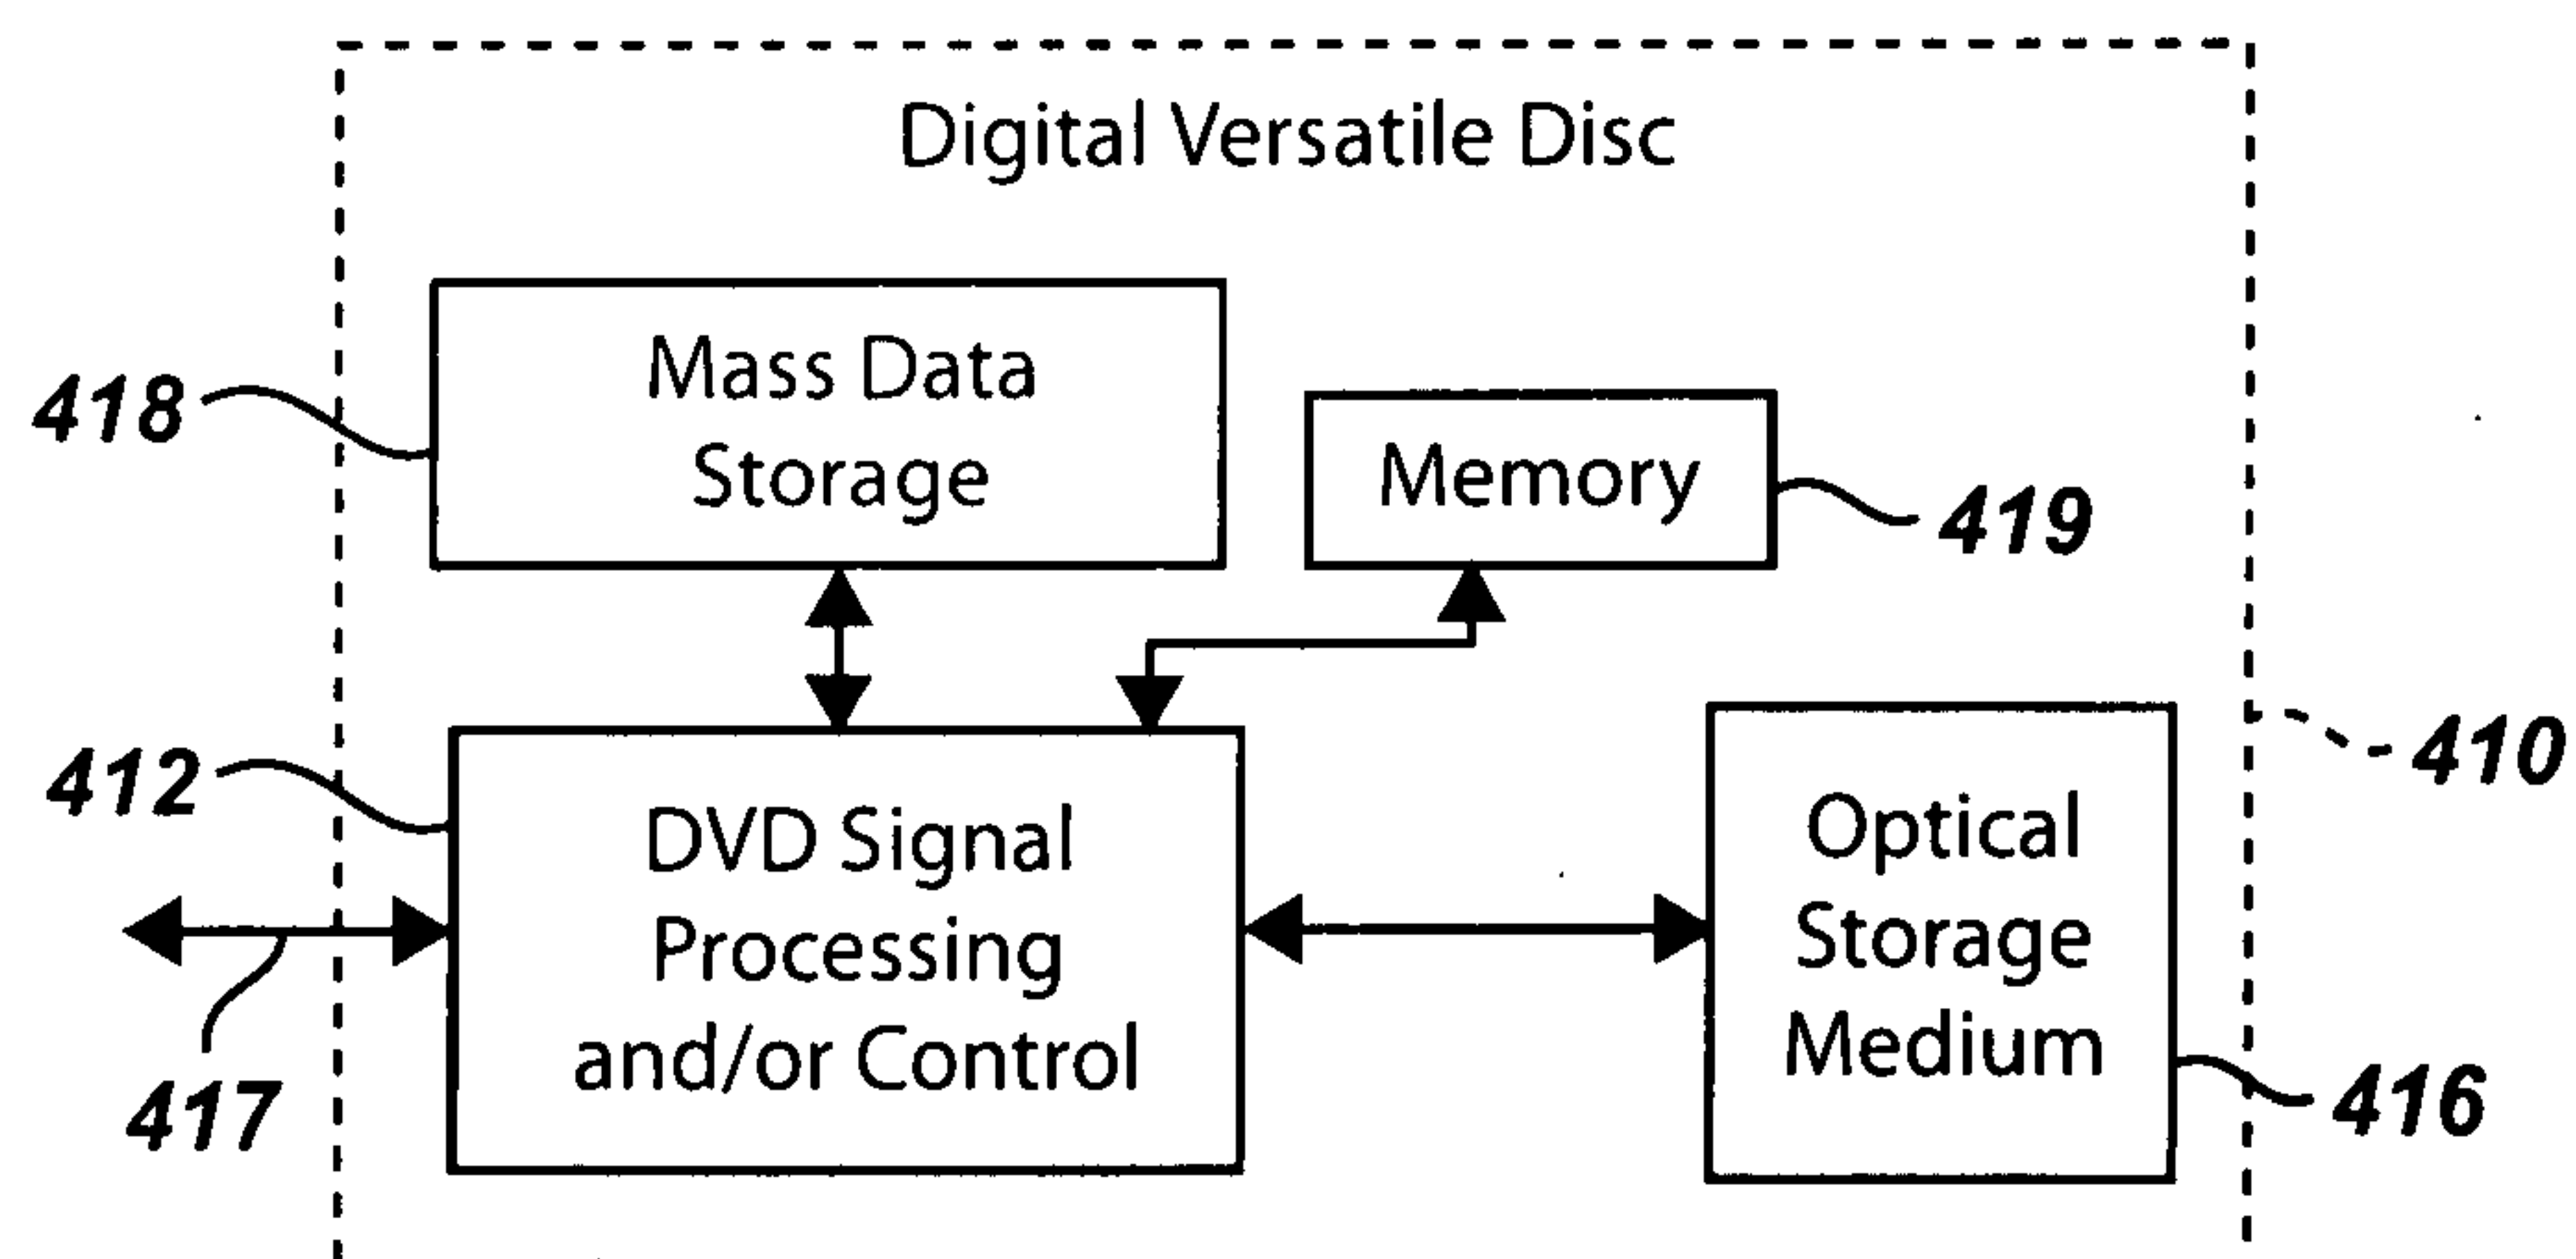 Digital Versatile Disc
Mass Data
Storage
418
Memory
419
410
412
DVD Signal
Processing
and/or Control
Optical
Storage
Medium
417
416